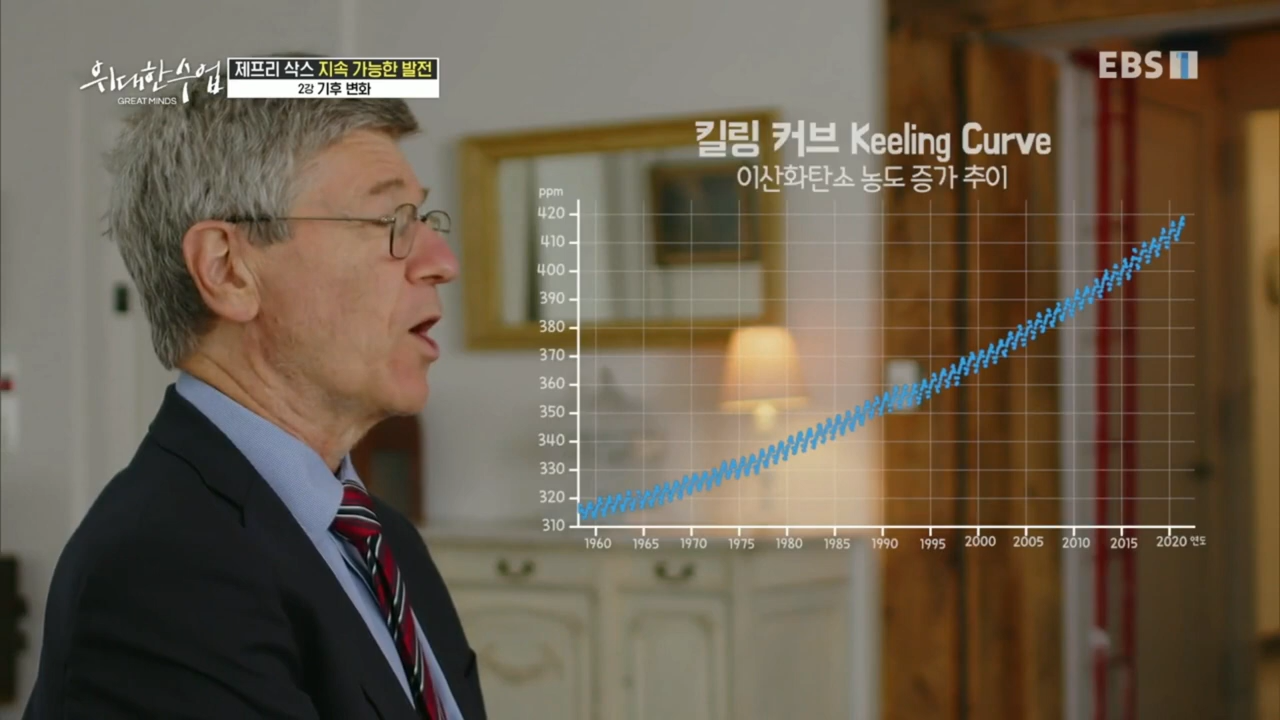 위대한 수업
GREAT MINDS
제프리 삭스 지속 가능한 발전
2강 기후 변화
EBS 1
킬링 커브 Keeling Curve
이산화탄소 농도 증가 추이
ppm
420
410
400
390
380
370
360
350
340
330
320
310
1960 1965 1970 1975 1980 1985 1990 1995 2000 2005 2010 2015 2020 연도